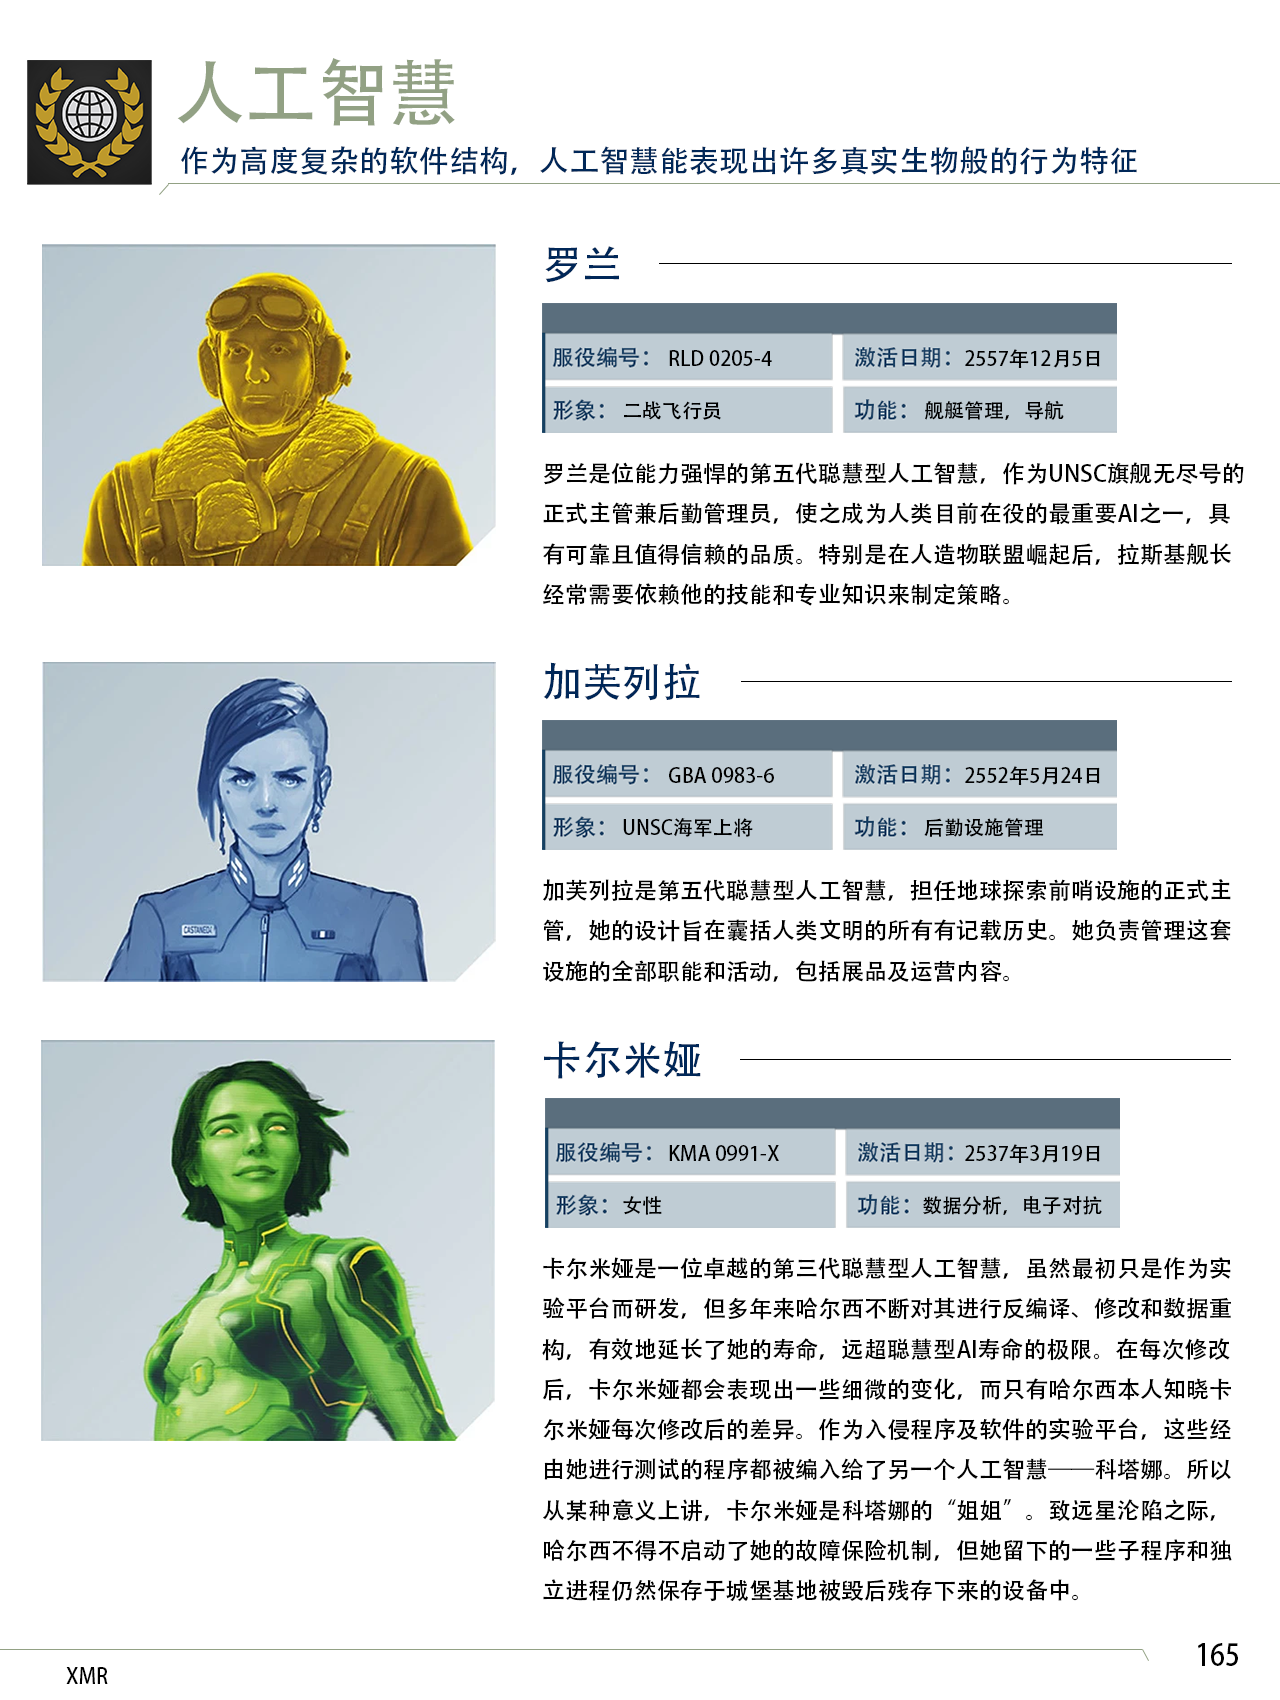 人工智慧
作为高度复杂的软件结构，人工智慧能表现出许多真实生物般的行为特征
罗兰
服役编号： RLD 0205-4 激活日期：2557年12月5日
形象： 二战飞行员 功能： 舰艇管理，导航
罗兰是位能力强悍的第五代聪慧型人工智慧，作为UNSC旗舰无尽号的
正式主管兼后勤管理员，使之成为人类目前在役的最重要AI之一，具
有可靠且值得信赖的品质。特别是在人造物联盟崛起后，拉斯基舰长
经常需要依赖他的技能和专业知识来制定策略。
CASTANEDA
加芙列拉
服役编号： GBA 0983-6 激活日期：2552年5月24日
形象： UNSC海军上将 功能： 后勤设施管理
加芙列拉是第五代聪慧型人工智慧，担任地球探索前哨设施的正式主
管，她的设计旨在囊括人类文明的所有有记载历史。她负责管理这套
设施的全部职能和活动，包括展品及运营内容。
卡尔米娅
服役编号： KMA 0991-X 激活日期：2537年3月19日
形象： 女性 功能：数据分析，电子对抗
卡尔米娅是一位卓越的第三代聪慧型人工智慧，虽然最初只是作为实
验平台而研发，但多年来哈尔西不断对其进行反编译、修改和数据重
构，有效地延长了她的寿命，远超聪慧型AI寿命的极限。在每次修改
后，卡尔米娅都会表现出一些细微的变化，而只有哈尔西本人知晓卡
尔米娅每次修改后的差异。作为入侵程序及软件的实验平台，这些经
由她进行测试的程序都被编入给了另一个人工智慧——科塔娜。所以
从某种意义上讲，卡尔米娅是科塔娜的“姐姐”。致远星沦陷之际，
哈尔西不得不启动了她的故障保险机制，但她留下的一些子程序和独
立进程仍然保存于城堡基地被毁后残存下来的设备中。
XMR
165